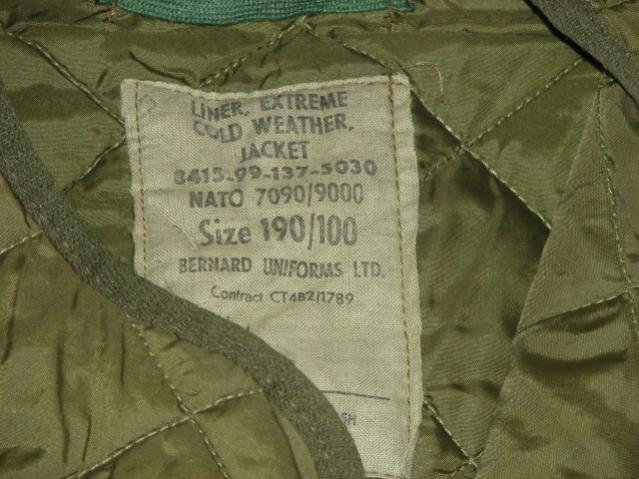 LINER, EXTREME
COLD WEATHER,
JACKET
8415-99-137-5030
NATO 7090/9000
Size 190/100
BERNARD UNIFORMS LTD.
Contract CT4B2/1789